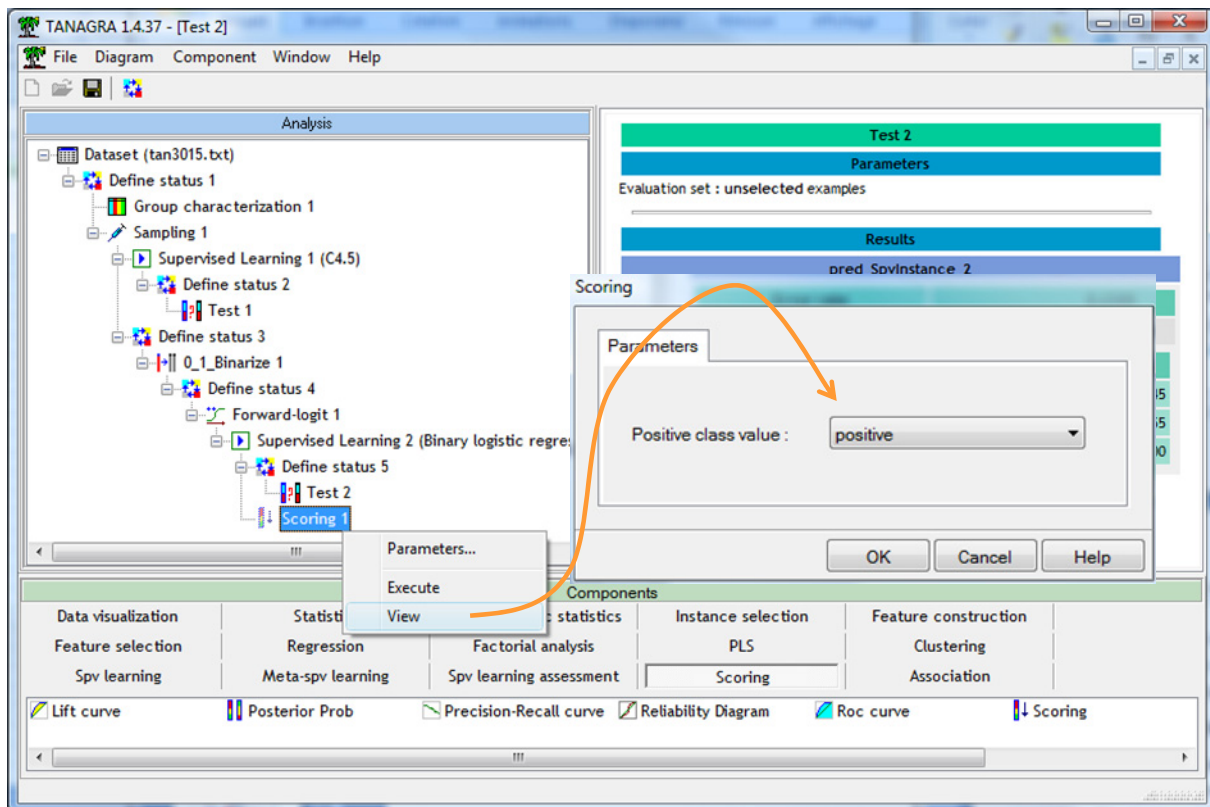 TANAGRA 1.4.37 - [Test 2]
File Diagram Component Window Help
Analysis
Dataset (tan3015.txt)
Define status 1
Group characterization 1
Sampling 1
Supervised Learning 1 (C4.5)
Define status 2
Test 1
Define status 3
0_1_Binarize 1
Define status 4
Forward-logit 1
Supervised Learning 2 (Binary logistic regre
Define status 5
Test 2
Scoring 1
Test 2
Parameters
Evaluation set : unselected examples
Results
pred_SpvInstance_2
Scoring
Parameters
Positive class value : positive
OK Cancel Help
Parameters...
Execute
View
Components
Data visualization Statisti c statistics Instance selection Feature construction
Feature selection Regression Factorial analysis PLS Clustering
Spv learning Meta-spv learning Spv learning assessment Scoring Association
Lift curve Posterior Prob Precision-Recall curve Reliability Diagram Roc curve Scoring